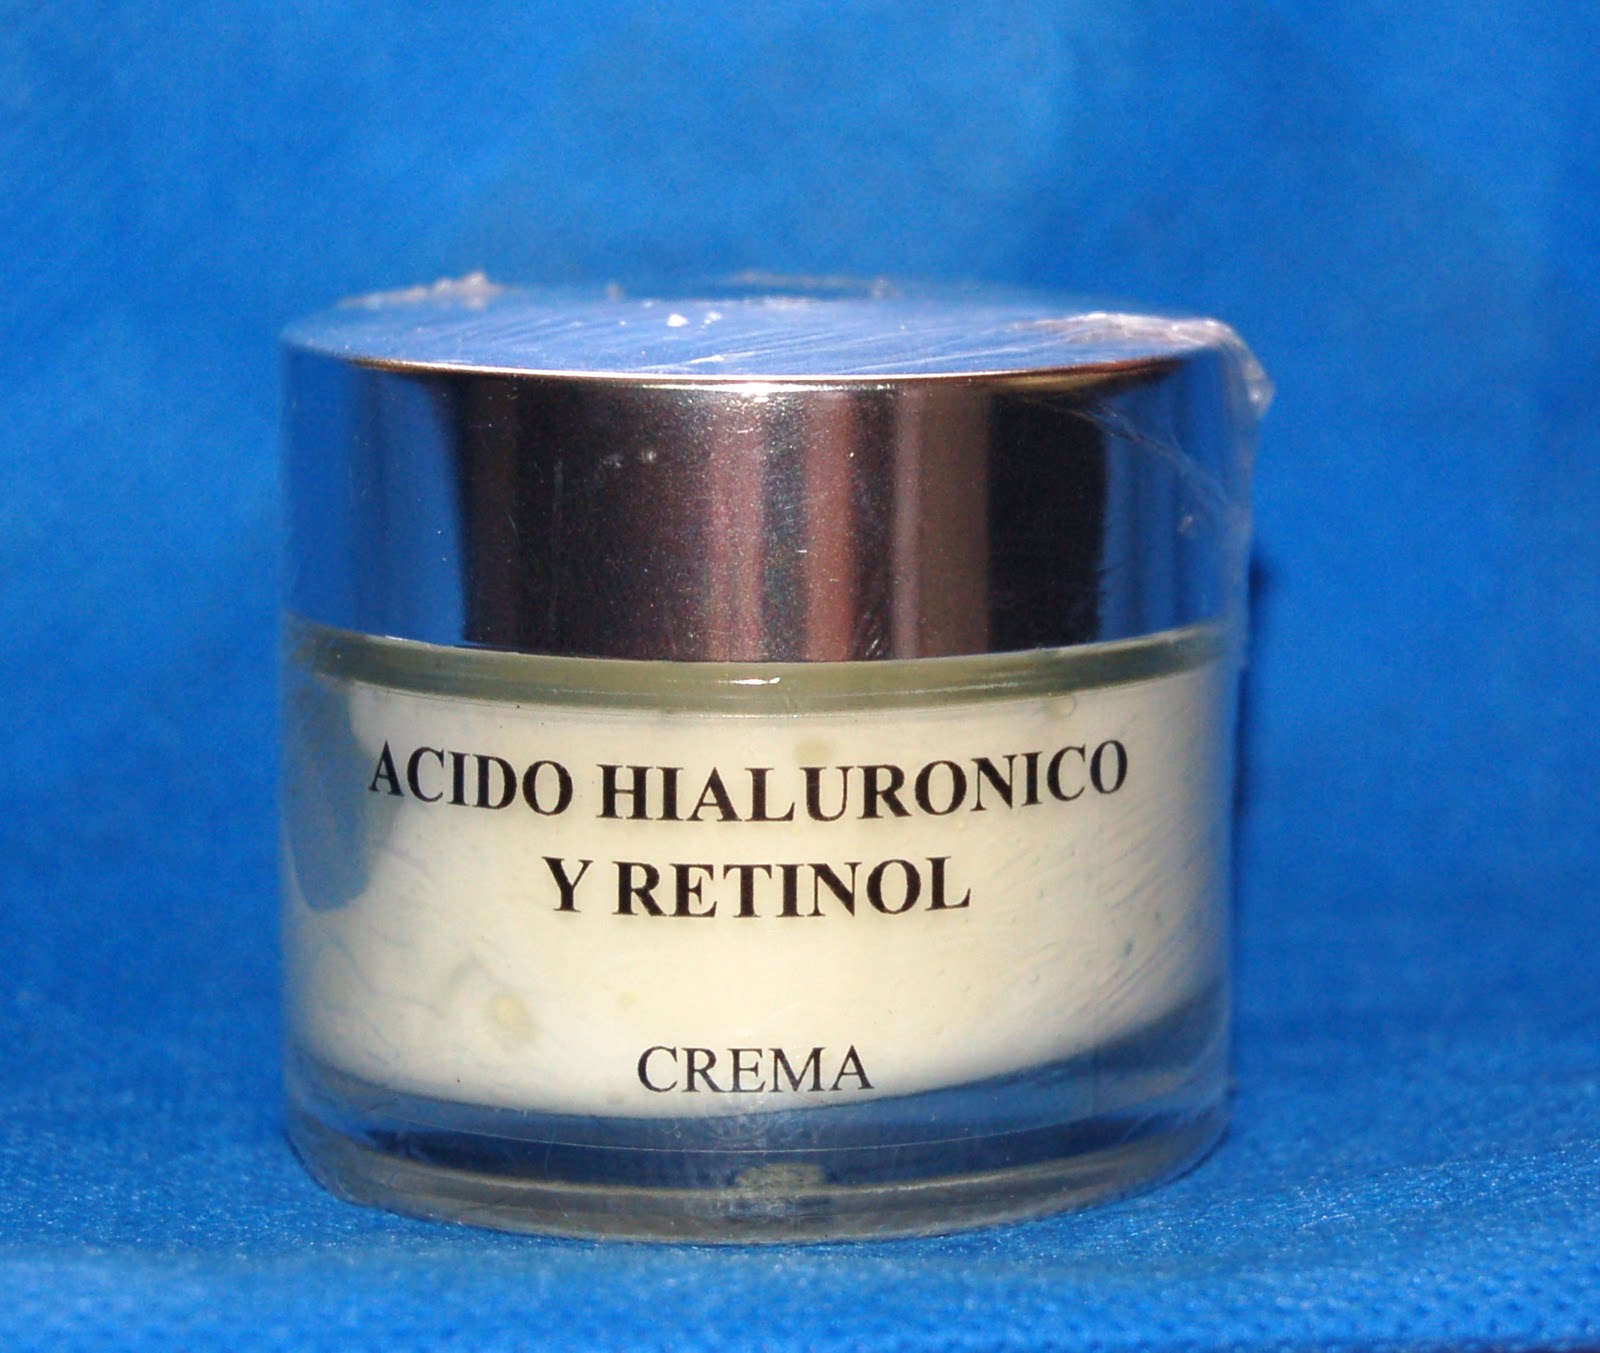 ACIDO HIALURONICO
Y RETINOL
CREMA